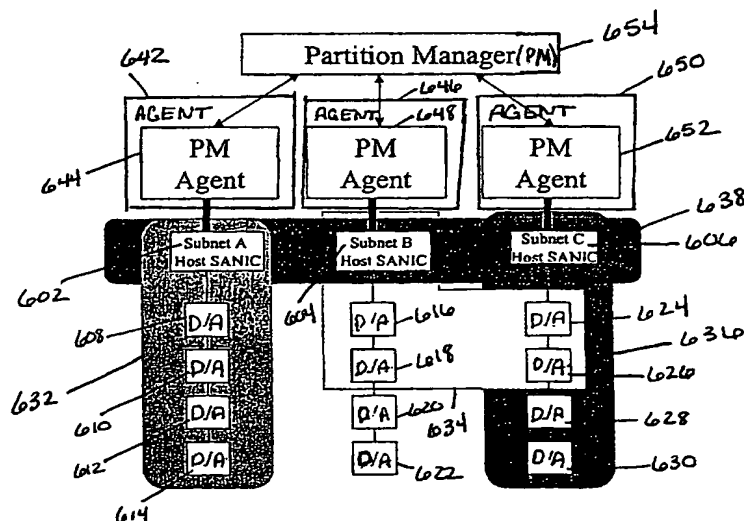 654
Partition Manager (PM)
642
646
650
AGENT
AGENT
AGENT
648
PM
Agent
PM
Agent
PM
Agent
644
652
638
Subnet A
Host SANIC
Subnet B
Host SANIC
Subnet C
Host SANIC
606
602
604
608
D/A
D/A
616
D/A
624
D/A
D/A
618
D/A
626
636
632
610
D/A
D/A
620
634
D/A
628
612
D/A
D/A
622
D/A
630
614